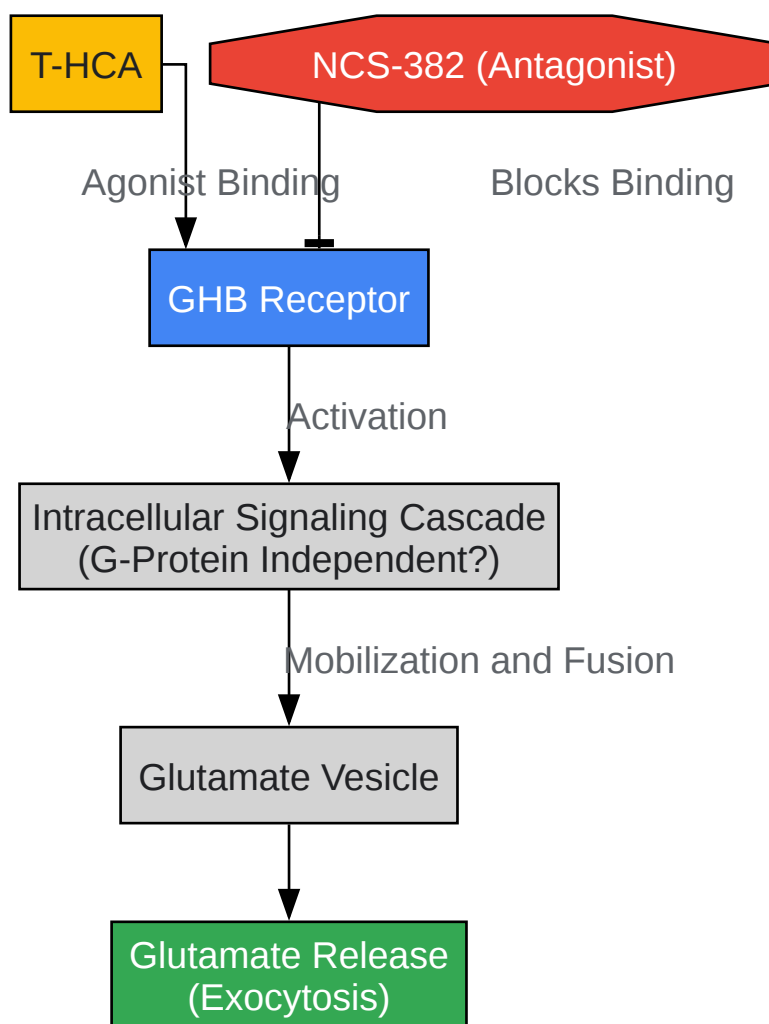 T-HCA
NCS-382 (Antagonist)
Agonist Binding
Blocks Binding
GHB Receptor
Activation
Intracellular Signaling Cascade
(G-Protein Independent?)
Mobilization and Fusion
Glutamate Vesicle
Glutamate Release
(Exocytosis)